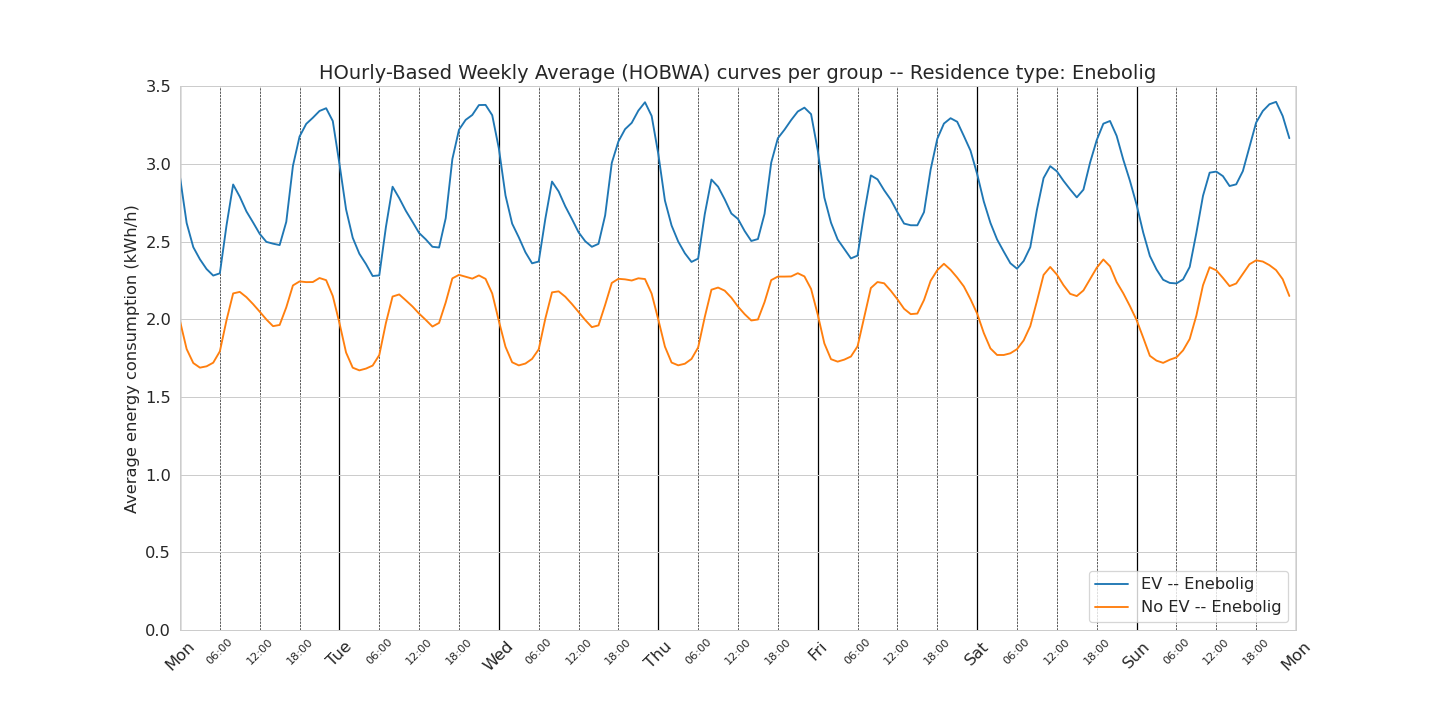 HOurly-Based Weekly Average (HOBWA) curves per group -- Residence type: Enebolig
Average energy consumption (kWh/h)
3.5
3.0
2.5
2.0
1.5
1.0
0.5
0.0
EV -- Enebolig
No EV -- Enebolig
Mon 06:00 12:00 18:00 Tue 06:00 12:00 18:00 Wed 06:00 12:00 18:00 Thu 06:00 12:00 18:00 Fri 06:00 12:00 18:00 Sat 06:00 12:00 18:00 Sun 06:00 12:00 18:00 Mon